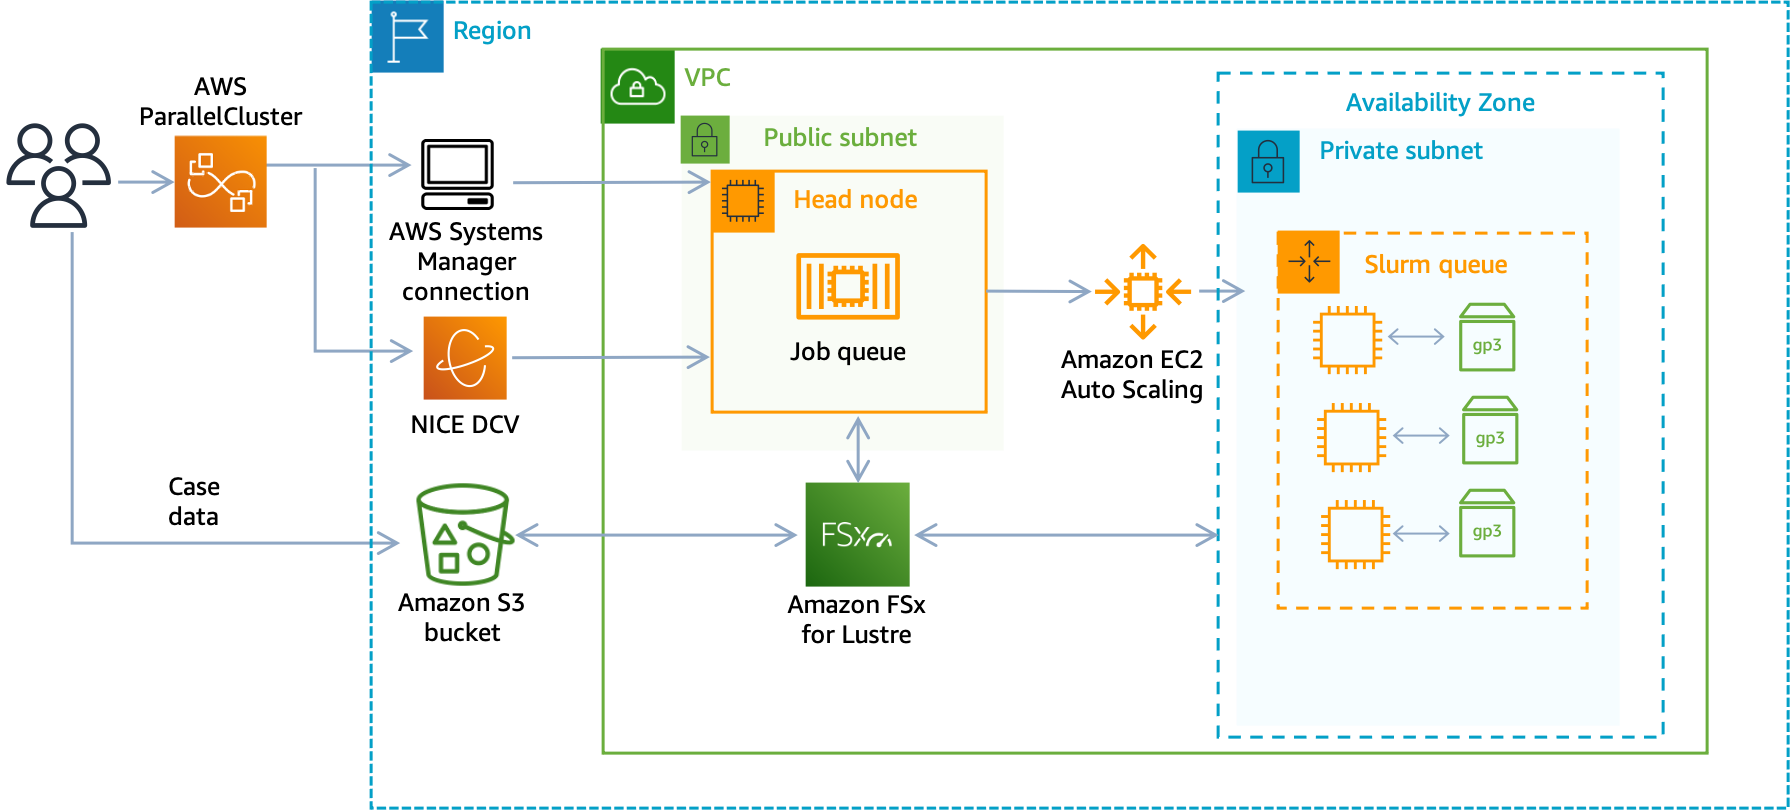 Region
AWS
ParallelCluster
VPC
Availability Zone
Public subnet
Private subnet
Head node
AWS Systems
Manager
connection
Slurm queue
Job queue
gp3
Amazon EC2
Auto Scaling
NICE DCV
gp3
Case
data
FSx
gp3
Amazon S3
bucket
Amazon FSx
for Lustre